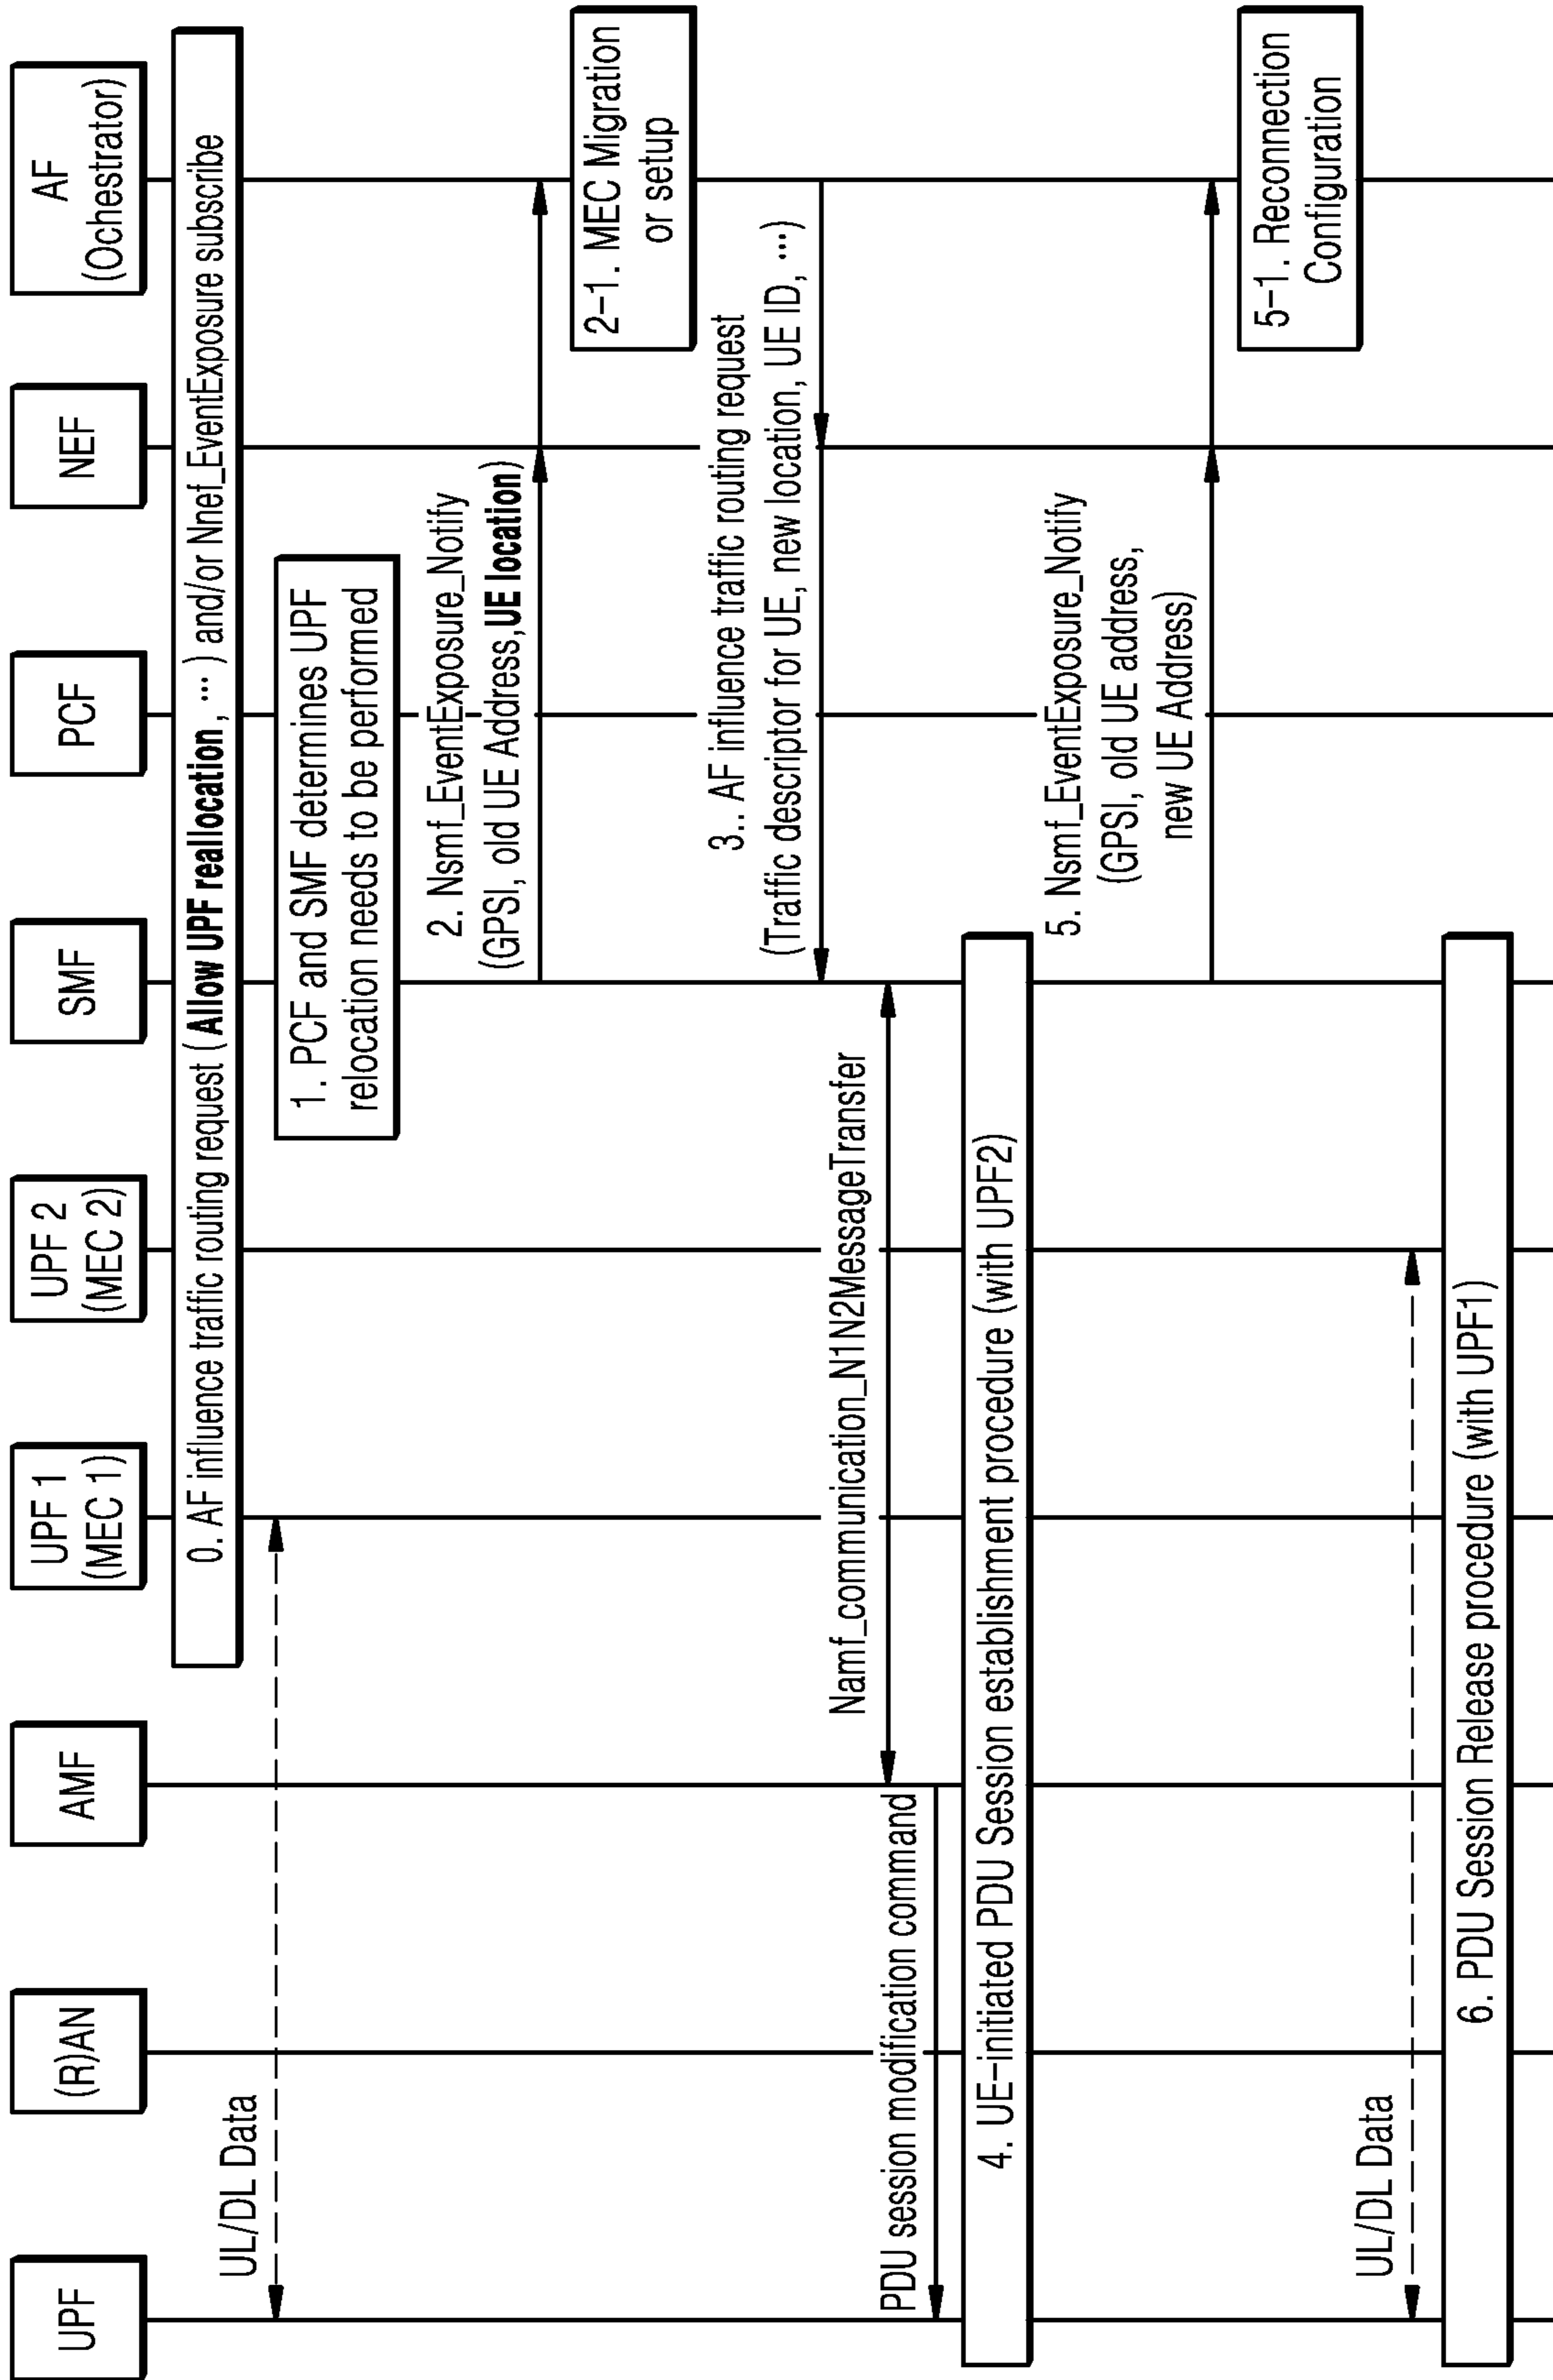 UPF
(R)AN
AMF
UPF 1
(MEC 1)
UPF 2
(MEC 2)
SMF
PCF
NEF
AF
(Ochestrator)
0. AF influence traffic routing request (Allow UPF reallocation, ··· ) and/or Nnef_EventExposure subscribe
UL/DL Data
1. PCF and SMF determines UPF
relocation needs to be performed
2. Nsmf_EventExposure_Notify
(GPSI, old UE Address,UE location)
2-1. MEC Migration
or setup
3.. AF influence traffic routing request
(Traffic descriptor for UE, new location, UE ID, ···)
Namf_communication_N1N2MessageTransfer
PDU session modification command
4. UE-initiated PDU Session establishment procedure (with UPF2)
5. Nsmf_EventExposure_Notify
(GPSI, old UE address,
new UE Address)
5-1. Reconnection
Configuration
UL/DL Data
6. PDU Session Release procedure (with UPF1)